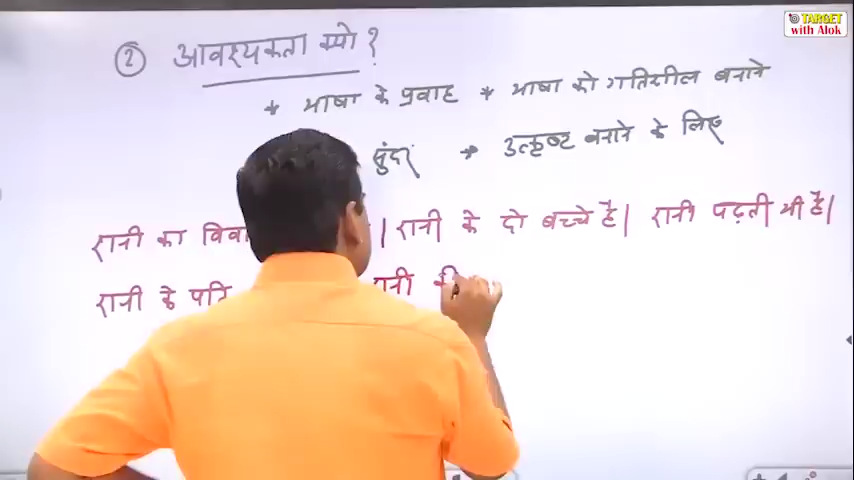 TARGET
with Alok
② आवश्यकता क्यो ?
* भाषा के प्रवाह * भाषा को गतिशील बनाने
सुंदर * उत्कृष्ट बनाने के लिए
रानी का | रानी के दो बच्चे है | रानी पढ़ती भी है |
रानी के पति रानी